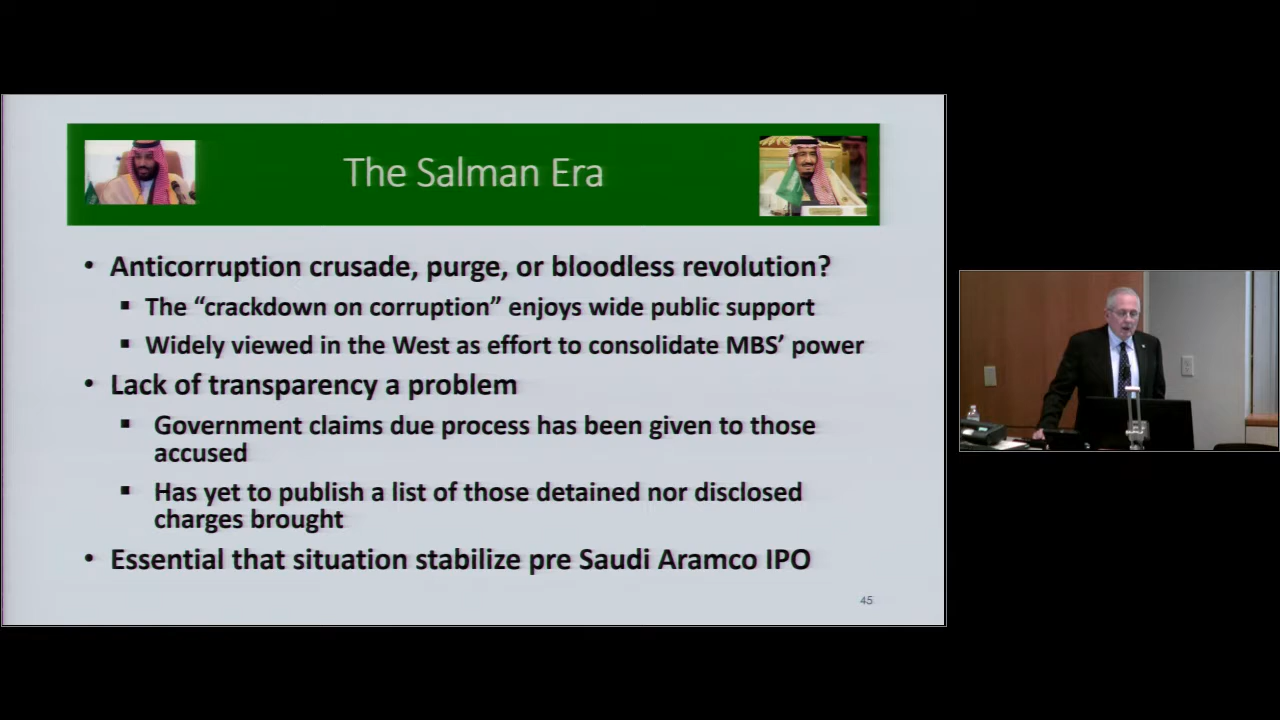 The Salman Era
• Anticorruption crusade, purge, or bloodless revolution?
▪ The “crackdown on corruption” enjoys wide public support
▪ Widely viewed in the West as effort to consolidate MBS’ power
• Lack of transparency a problem
▪ Government claims due process has been given to those
accused
▪ Has yet to publish a list of those detained nor disclosed
charges brought
• Essential that situation stabilize pre Saudi Aramco IPO
45